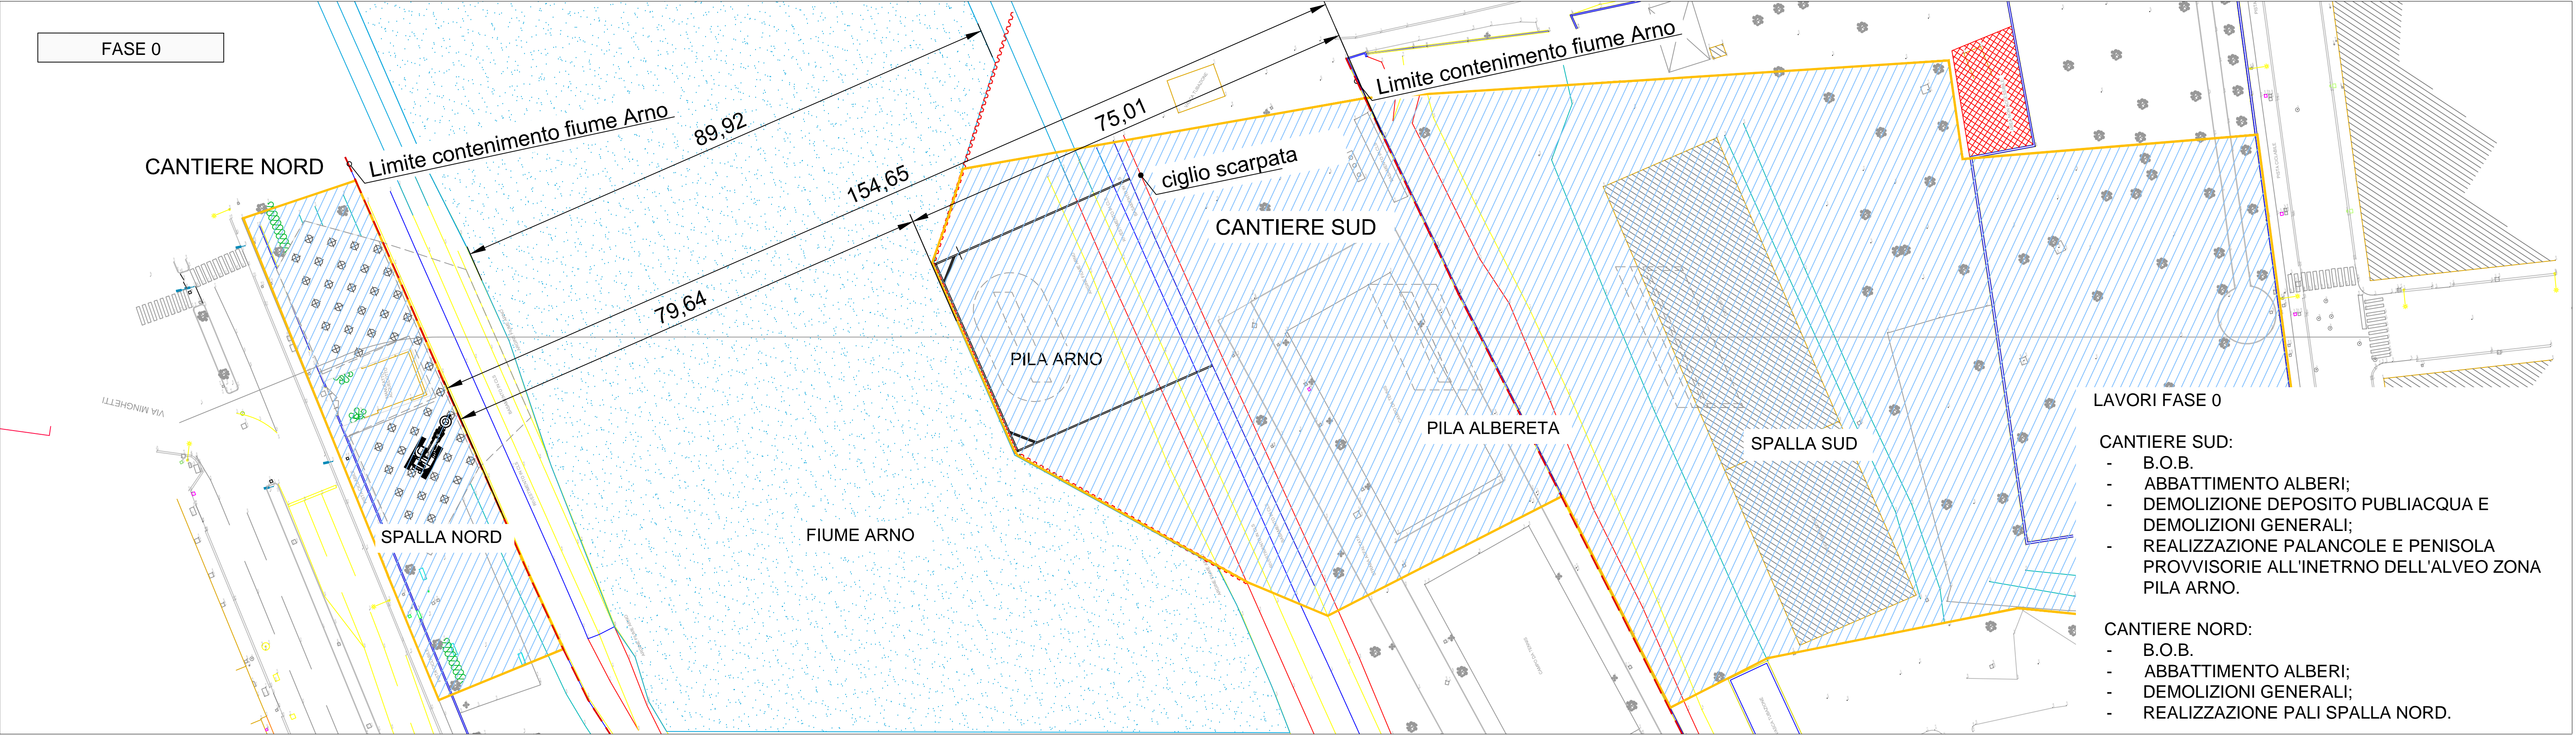 FASE 0
CANTIERE NORD
Limite contenimento fiume Arno
89,92
154,65
75,01
79,64
Limite contenimento fiume Arno
ciglio scarpata
CANTIERE SUD
PILA ARNO
PILA ALBERETA
SPALLA SUD
SPALLA NORD
FIUME ARNO
VIA MINGHETTI
LAVORI FASE 0
CANTIERE SUD:
- B.O.B.
- ABBATTIMENTO ALBERI;
- DEMOLIZIONE DEPOSITO PUBLIACQUA E
DEMOLIZIONI GENERALI;
- REALIZZAZIONE PALANCOLE E PENISOLA
PROVVISORIE ALL'INETRNO DELL'ALVEO ZONA
PILA ARNO.
CANTIERE NORD:
- B.O.B.
- ABBATTIMENTO ALBERI;
- DEMOLIZIONI GENERALI;
- REALIZZAZIONE PALI SPALLA NORD.